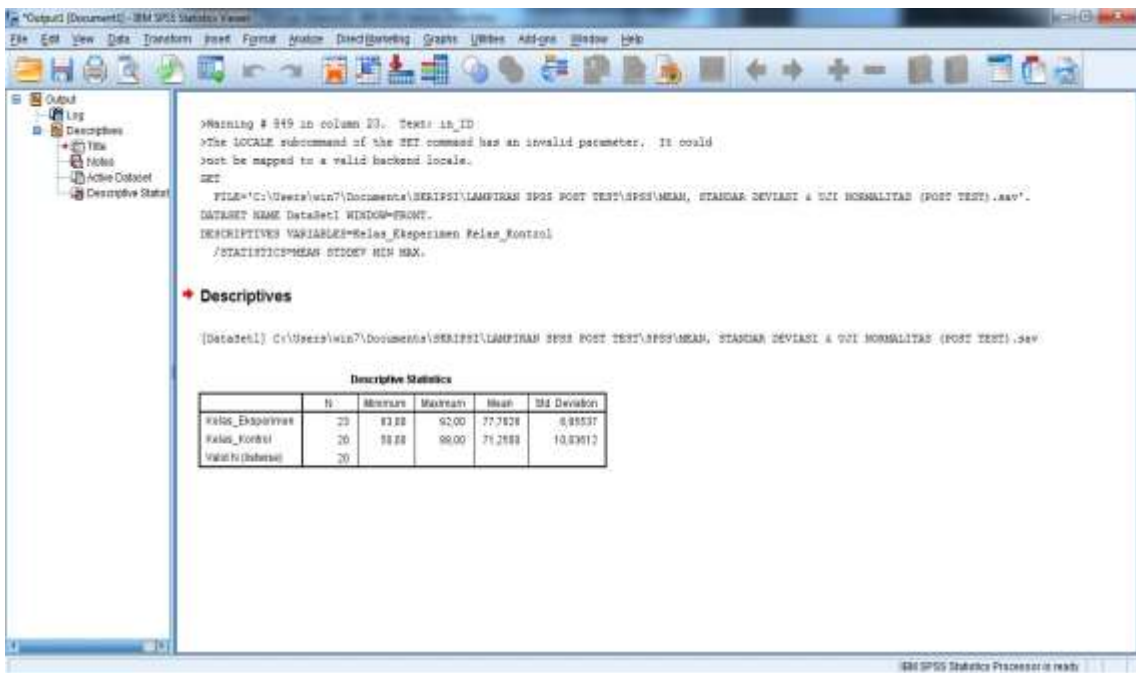 *Output1 [Document1] - IBM SPSS Statistics Viewer
File Edit View Data Transform Insert Format Analyze Direct Marketing Graphs Utilities Add-ons Window Help
Output
Log
Descriptives
Title
Notes
Active Dataset
Descriptive Statist
>Warning # 849 in column 23. Text: in_ID
>The LOCALE subcommand of the SET command has an invalid parameter. It could
>not be mapped to a valid backend locale.
GET
FILE='C:\Users\win7\Documents\SKRIPSI\LAMPIRAN SPSS POST TEST\SPSS\MEAN, STANDAR DEVIASI & UJI NORMALITAS (POST TEST).sav'.
DATASET NAME DataSet1 WINDOW=FRONT.
DESCRIPTIVES VARIABLES=Kelas_Eksperimen Kelas_Kontrol
/STATISTICS=MEAN STDDEV MIN MAX.
Descriptives
[DataSet1] C:\Users\win7\Documents\SKRIPSI\LAMPIRAN SPSS POST TEST\SPSS\MEAN, STANDAR DEVIASI & UJI NORMALITAS (POST TEST).sav
Descriptive Statistics
N Minimum Maximum Mean Std. Deviation
Kelas_Eksperimen 23 63,00 92,00 77,7826
Kelas_Kontrol 20 10,03612
Valid N (listwise) 20
IBM SPSS Statistics Processor is ready